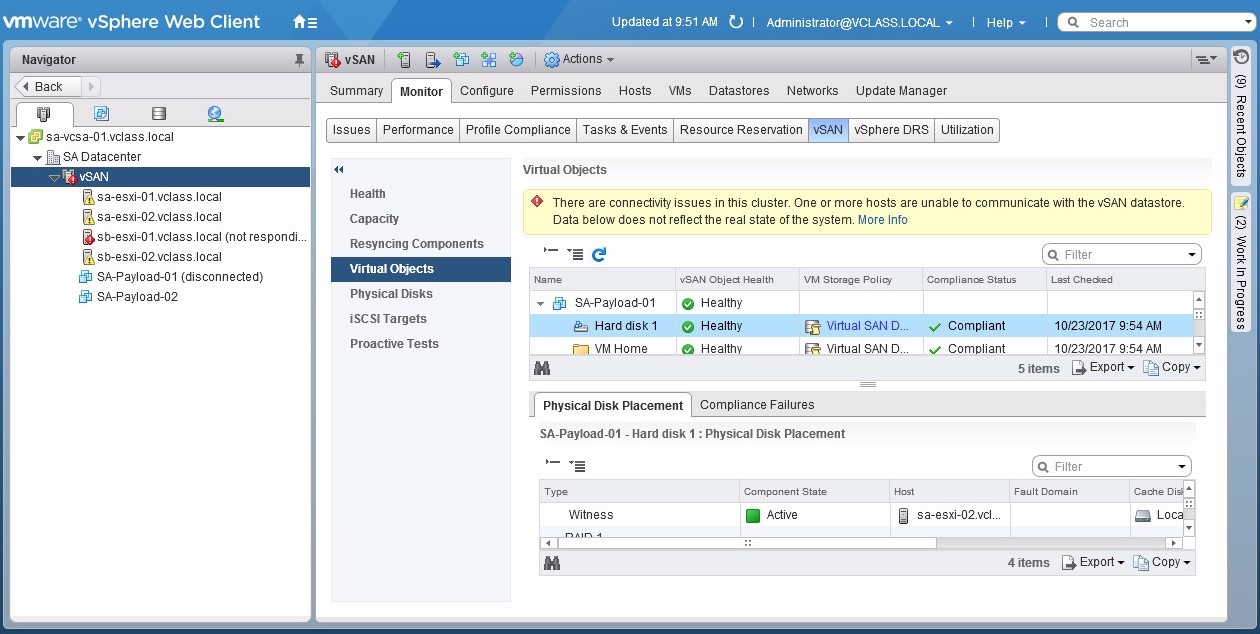 vmware® vSphere Web Client
Updated at 9:51 AM | Administrator@VCLASS.LOCAL | Help | Search
Navigator
Back
sa-vcsa-01.vclass.local
SA Datacenter
vSAN
sa-esxi-01.vclass.local
sa-esxi-02.vclass.local
sb-esxi-01.vclass.local (not respondi...
sb-esxi-02.vclass.local
SA-Payload-01 (disconnected)
SA-Payload-02
vSAN Actions
Summary Monitor Configure Permissions Hosts VMs Datastores Networks Update Manager
Issues Performance Profile Compliance Tasks & Events Resource Reservation vSAN vSphere DRS Utilization
Health
Capacity
Resyncing Components
Virtual Objects
Physical Disks
iSCSI Targets
Proactive Tests
Virtual Objects
There are connectivity issues in this cluster. One or more hosts are unable to communicate with the vSAN datastore.
Data below does not reflect the real state of the system. More Info
Filter
Name vSAN Object Health VM Storage Policy Compliance Status Last Checked
SA-Payload-01 Healthy
Hard disk 1 Healthy Virtual SAN D... Compliant 10/23/2017 9:54 AM
VM Home Healthy Virtual SAN D... Compliant 10/23/2017 9:54 AM
5 items Export Copy
Physical Disk Placement Compliance Failures
SA-Payload-01 - Hard disk 1 : Physical Disk Placement
Filter
Type Component State Host Fault Domain Cache Disk
Witness Active sa-esxi-02.vcl... Loca
RAID 1
4 items Export Copy
(9) Recent Objects
(2) Work In Progress